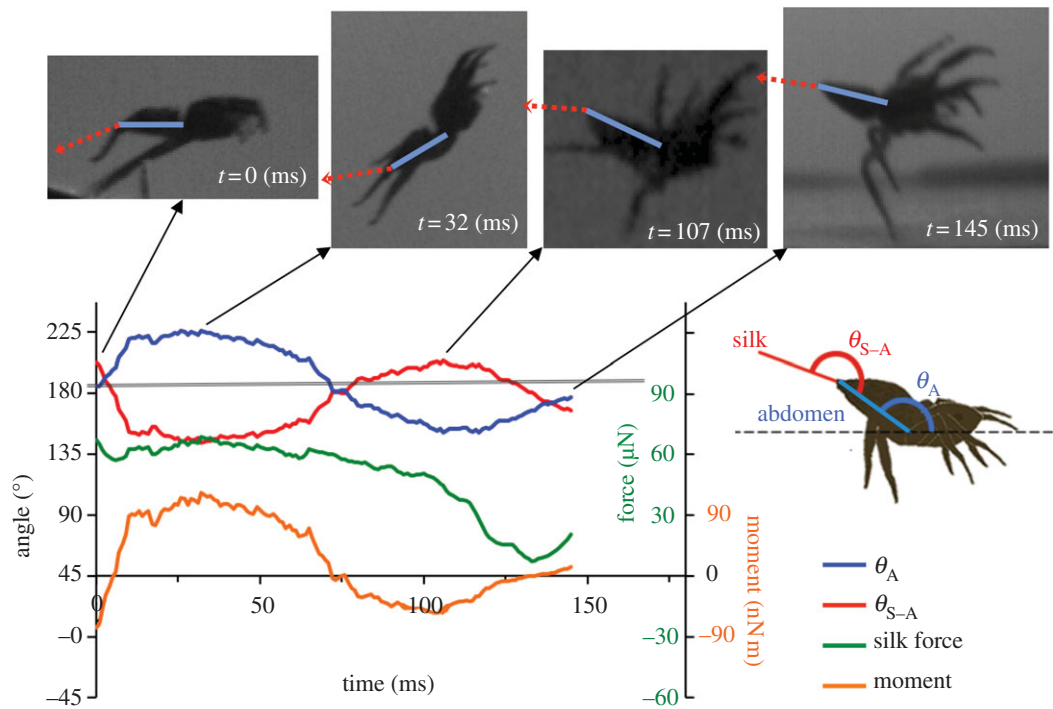 t=0 (ms)
t=32 (ms)
t=107 (ms)
t=145 (ms)
225
180
135
90
45
–0
–45
angle (°)
0
50
100
150
time (ms)
90
60
30
0
–30
–60
force (µN)
90
–90
moment (nN m)
silk
θS–A
θA
abdomen
θA
θS–A
silk force
moment